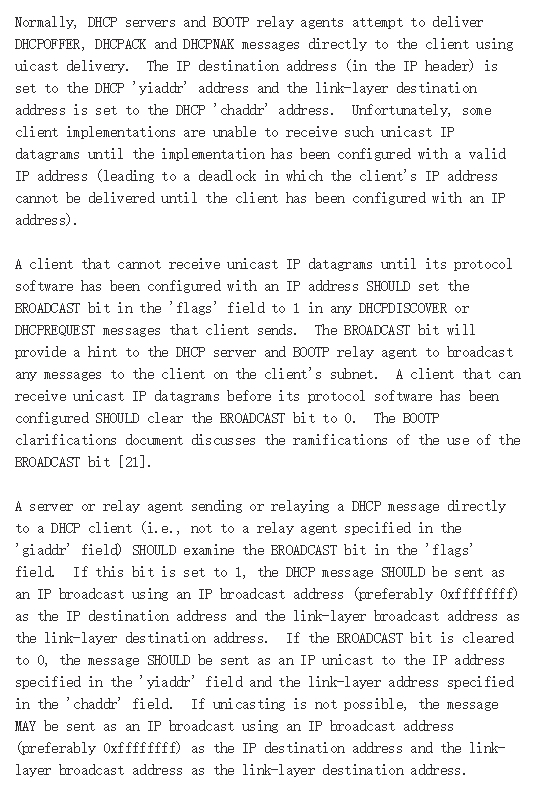 Normally, DHCP servers and BOOTP relay agents attempt to deliver
DHCPOFFER, DHCPACK and DHCPNAK messages directly to the client using
uicast delivery.  The IP destination address (in the IP header) is
set to the DHCP 'yiaddr' address and the link-layer destination
address is set to the DHCP 'chaddr' address.  Unfortunately, some
client implementations are unable to receive such unicast IP
datagrams until the implementation has been configured with a valid
IP address (leading to a deadlock in which the client's IP address
cannot be delivered until the client has been configured with an IP
address).

A client that cannot receive unicast IP datagrams until its protocol
software has been configured with an IP address SHOULD set the
BROADCAST bit in the 'flags' field to 1 in any DHCPDISCOVER or
DHCPREQUEST messages that client sends.  The BROADCAST bit will
provide a hint to the DHCP server and BOOTP relay agent to broadcast
any messages to the client on the client's subnet.  A client that can
receive unicast IP datagrams before its protocol software has been
configured SHOULD clear the BROADCAST bit to 0.  The BOOTP
clarifications document discusses the ramifications of the use of the
BROADCAST bit [21].

A server or relay agent sending or relaying a DHCP message directly
to a DHCP client (i.e., not to a relay agent specified in the
'giaddr' field) SHOULD examine the BROADCAST bit in the 'flags'
field.  If this bit is set to 1, the DHCP message SHOULD be sent as
an IP broadcast using an IP broadcast address (preferably 0xffffffff)
as the IP destination address and the link-layer broadcast address as
the link-layer destination address.  If the BROADCAST bit is cleared
to 0, the message SHOULD be sent as an IP unicast to the IP address
specified in the 'yiaddr' field and the link-layer address specified
in the 'chaddr' field.  If unicasting is not possible, the message
MAY be sent as an IP broadcast using an IP broadcast address
(preferably 0xffffffff) as the IP destination address and the link-
layer broadcast address as the link-layer destination address.